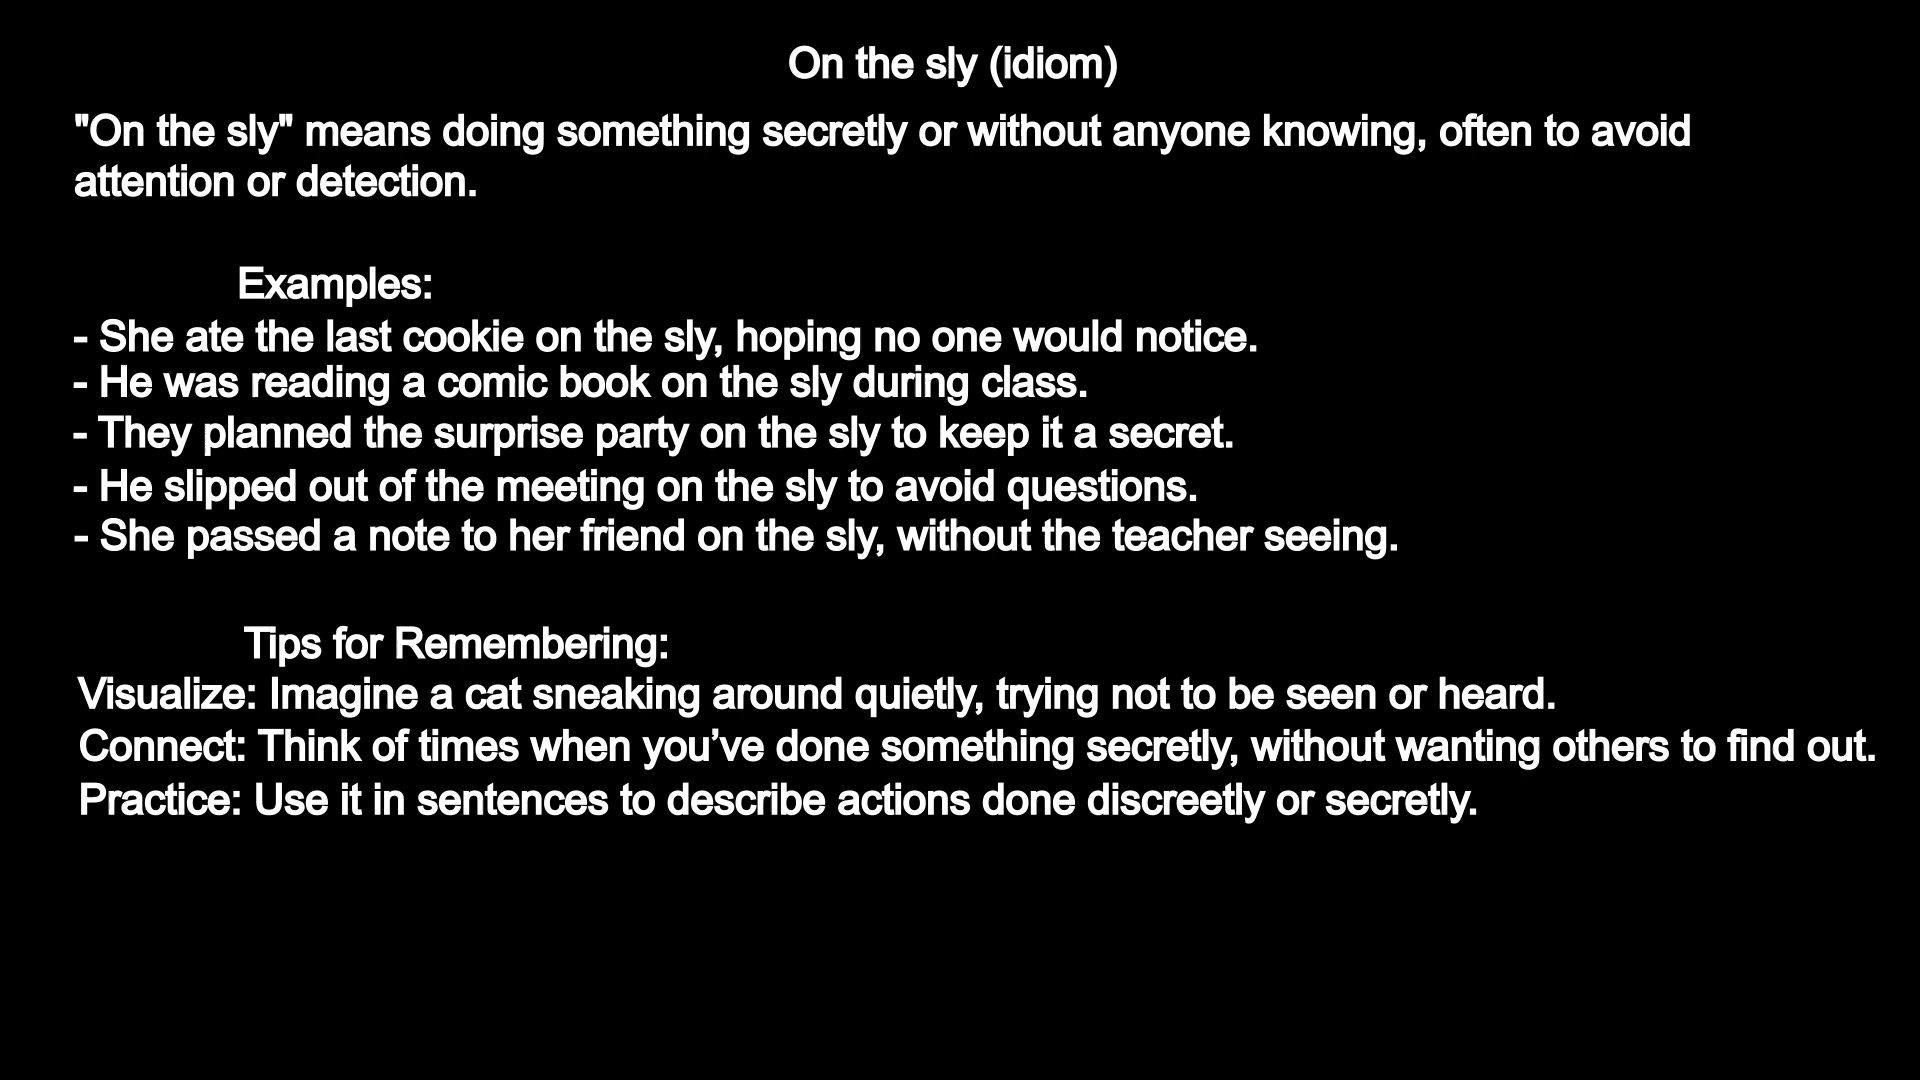 On the sly (idiom)
"On the sly" means doing something secretly or without anyone knowing, often to avoid
attention or detection.
Examples:
- She ate the last cookie on the sly, hoping no one would notice.
- He was reading a comic book on the sly during class.
- They planned the surprise party on the sly to keep it a secret.
- He slipped out of the meeting on the sly to avoid questions.
- She passed a note to her friend on the sly, without the teacher seeing.
Tips for Remembering:
Visualize: Imagine a cat sneaking around quietly, trying not to be seen or heard.
Connect: Think of times when you’ve done something secretly, without wanting others to find out.
Practice: Use it in sentences to describe actions done discreetly or secretly.